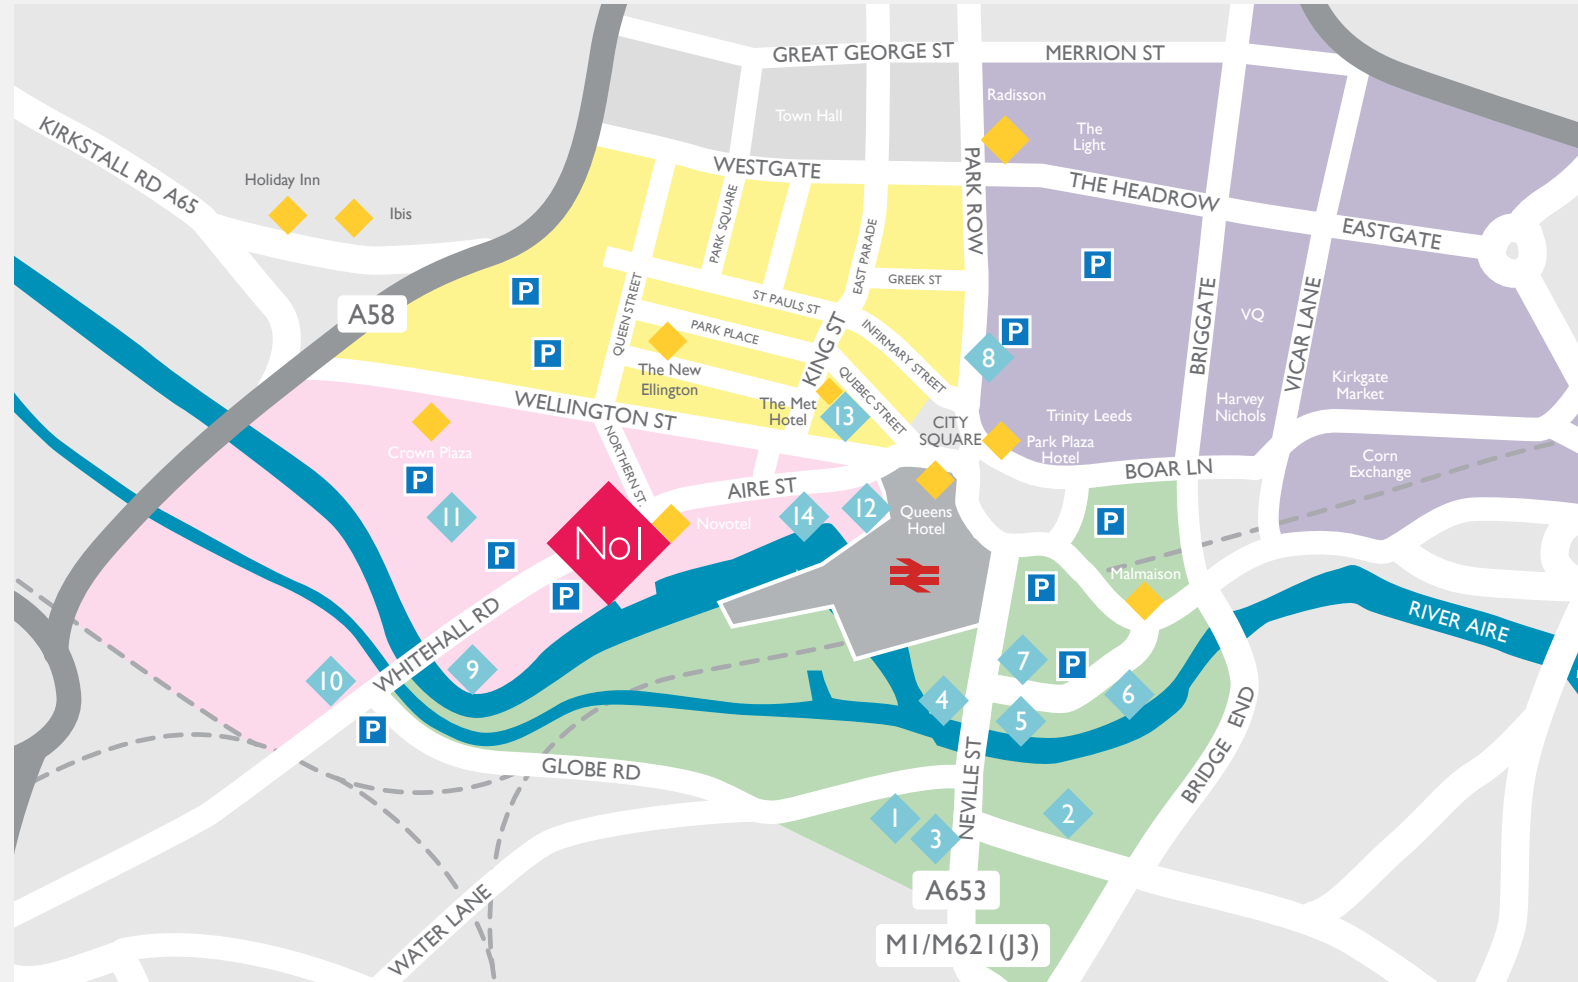 GREAT GEORGE ST
MERRION ST
Radisson
Town Hall
The
Light
KIRKSTALL RD A65
WESTGATE
PARK ROW
THE HEADROW
Holiday Inn
Ibis
PARK SQUARE
EAST PARADE
EASTGATE
P
P
GREEK ST
A58
QUEEN STREET
ST PAULS ST
KING ST
INFIRMARY STREET
PARK PLACE
P
8
BRIGGATE
VQ
VICAR LANE
P
The New
Ellington
QUEBEC STREET
Kirkgate
Market
WELLINGTON ST
The Met
Hotel
13
CITY
SQUARE
Trinity Leeds
Harvey
Nichols
Park Plaza
Hotel
Crown Plaza
NORTHERN ST.
Corn
Exchange
BOAR LN
P
AIRE ST
11
14
12
Queens
Hotel
Novotel
P
No1
P
P
P
Malmaison
WHITEHALL RD
RIVER AIRE
10
9
7
P
6
4
5
P
BRIDGE END
GLOBE RD
NEVILLE ST
1
3
2
A653
WATER LANE
M1/M621(J3)